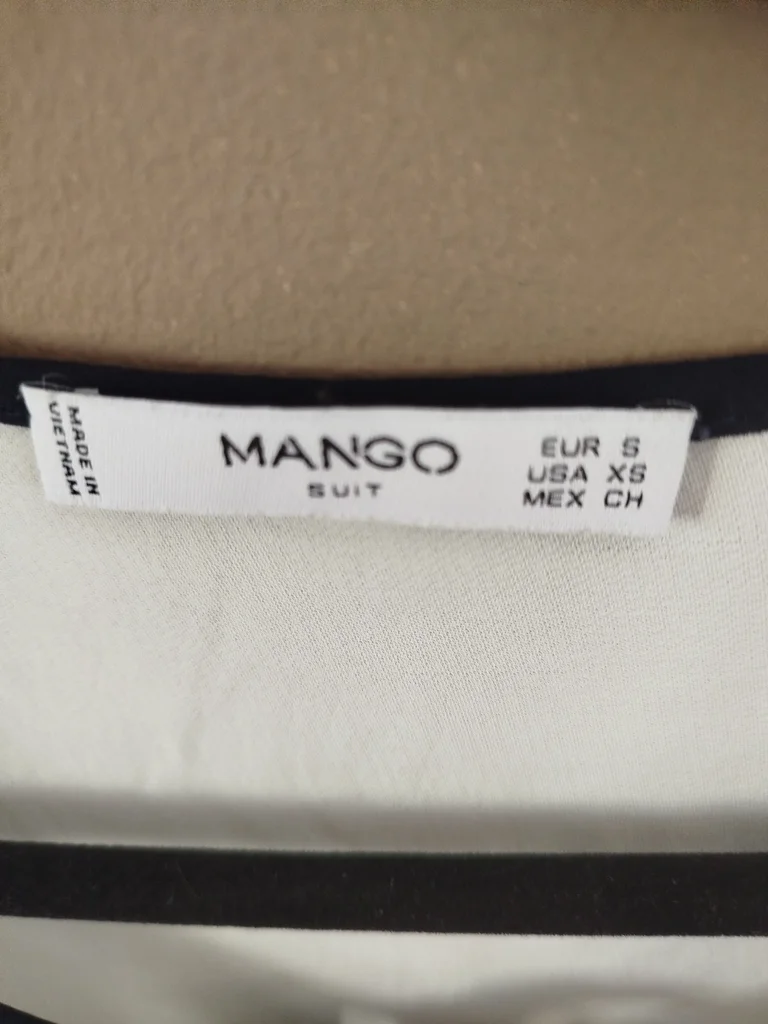 MADE IN
VIETNAM
MANGO
SUIT
EUR S
USA XS
MEX CH